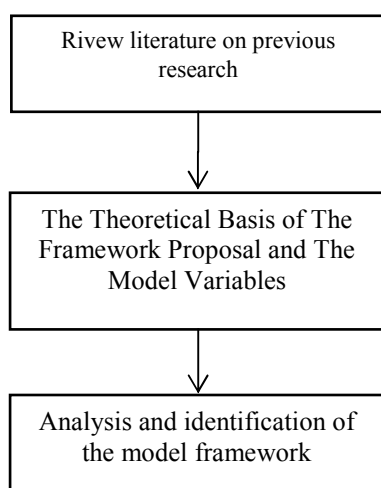 Rivew literature on previous
research
The Theoretical Basis of The
Framework Proposal and The
Model Variables
Analysis and identification of
the model framework